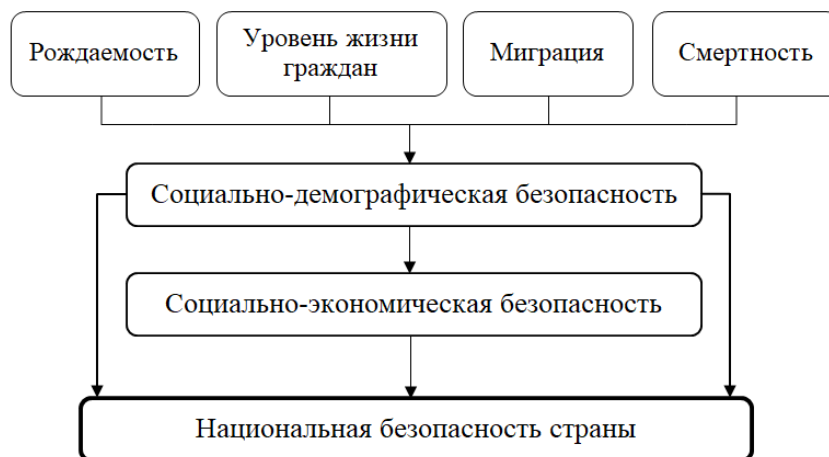 Рождаемость
Уровень жизни
граждан
Миграция
Смертность
Социально-демографическая безопасность
Социально-экономическая безопасность
Национальная безопасность страны